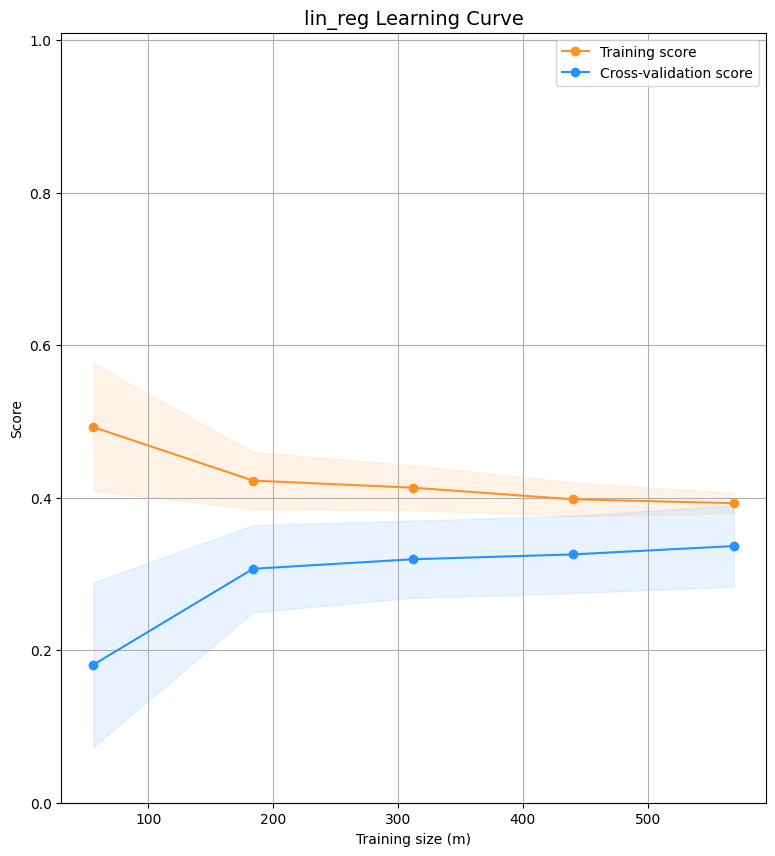 lin_reg Learning Curve
Training score
Cross-validation score
1.0
0.8
0.6
0.4
0.2
0.0
Score
100
200
300
400
500
Training size (m)